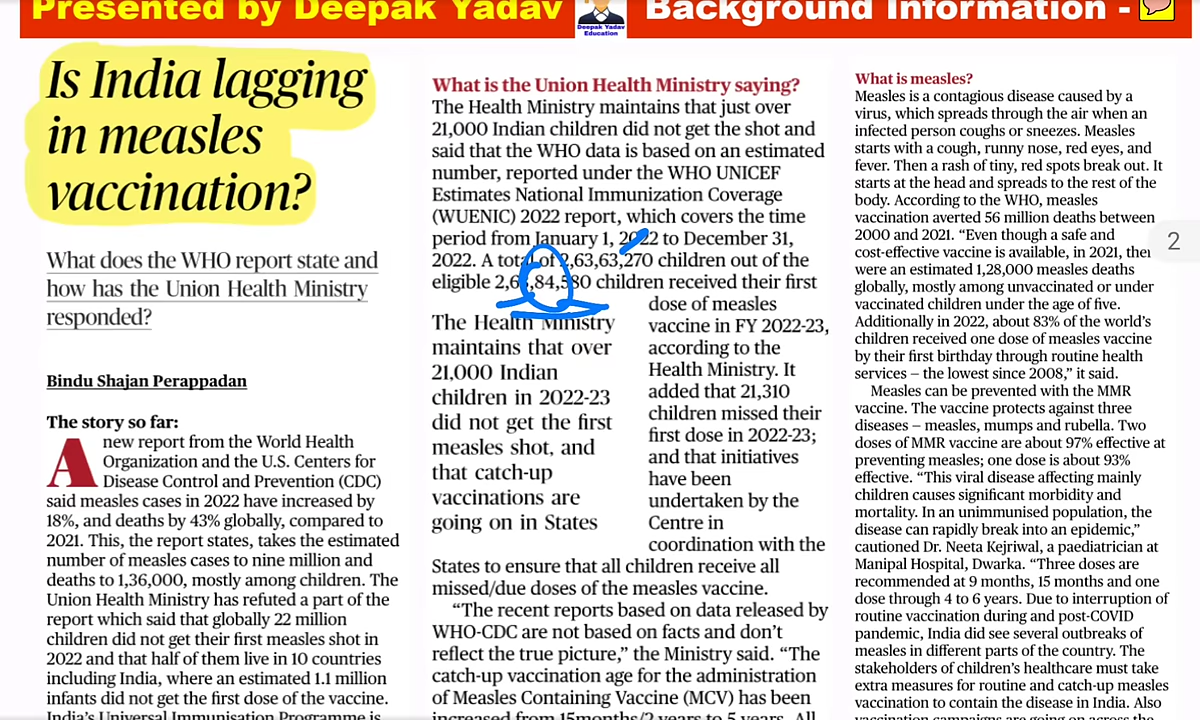 Presented by Deepak Yadav
Deepak Yadav
Education
Background Information -
Is India lagging
in measles
vaccination?
What does the WHO report state and
how has the Union Health Ministry
responded?
Bindu Shajan Perappadan
The story so far:
A new report from the World Health
Organization and the U.S. Centers for
Disease Control and Prevention (CDC)
said measles cases in 2022 have increased by
18%, and deaths by 43% globally, compared to
2021. This, the report states, takes the estimated
number of measles cases to nine million and
deaths to 1,36,000, mostly among children. The
Union Health Ministry has refuted a part of the
report which said that globally 22 million
children did not get their first measles shot in
2022 and that half of them live in 10 countries
including India, where an estimated 1.1 million
infants did not get the first dose of the vaccine.
India's Universal Immunisation Programme is
What is the Union Health Ministry saying?
The Health Ministry maintains that just over
21,000 Indian children did not get the shot and
said that the WHO data is based on an estimated
number, reported under the WHO UNICEF
Estimates National Immunization Coverage
(WUENIC) 2022 report, which covers the time
period from January 1, 2022 to December 31,
2022. A total of 2,63,63,270 children out of the
eligible children received their first
dose of measles
vaccine in FY 2022-23,
according to the
Health Ministry. It
added that 21,310
children missed their
first dose in 2022-23;
and that initiatives
have been
undertaken by the
Centre in
coordination with the
The Health Ministry
maintains that over
21,000 Indian
children in 2022-23
did not get the first
measles shot, and
that catch-up
vaccinations are
going on in States
States to ensure that all children receive all
missed/due doses of the measles vaccine.
"The recent reports based on data released by
WHO-CDC are not based on facts and don't
reflect the true picture," the Ministry said. "The
catch-up vaccination age for the administration
of Measles Containing Vaccine (MCV) has been
increased from 15months/2 years to 5 years. All
What is measles?
Measles is a contagious disease caused by a
virus, which spreads through the air when an
infected person coughs or sneezes. Measles
starts with a cough, runny nose, red eyes, and
fever. Then a rash of tiny, red spots break out. It
starts at the head and spreads to the rest of the
body. According to the WHO, measles
vaccination averted 56 million deaths between
2000 and 2021. "Even though a safe and
cost-effective vaccine is available, in 2021, ther
were an estimated 1,28,000 measles deaths
globally, mostly among unvaccinated or under
vaccinated children under the age of five.
Additionally in 2022, about 83% of the world's
children received one dose of measles vaccine
by their first birthday through routine health
services – the lowest since 2008," it said.
Measles can be prevented with the MMR
vaccine. The vaccine protects against three
diseases – measles, mumps and rubella. Two
doses of MMR vaccine are about 97% effective at
preventing measles; one dose is about 93%
effective. "This viral disease affecting mainly
children causes significant morbidity and
mortality. In an unimmunised population, the
disease can rapidly break into an epidemic,"
cautioned Dr. Neeta Kejriwal, a paediatrician at
Manipal Hospital, Dwarka. "Three doses are
recommended at 9 months, 15 months and one
dose through 4 to 6 years. Due to interruption of
routine vaccination during and post-COVID
pandemic, India did see several outbreaks of
measles in different parts of the country. The
stakeholders of children's healthcare must take
extra measures for routine and catch-up measles
vaccination to contain the disease in India. Also
vaccination campaigns are going on across the
2